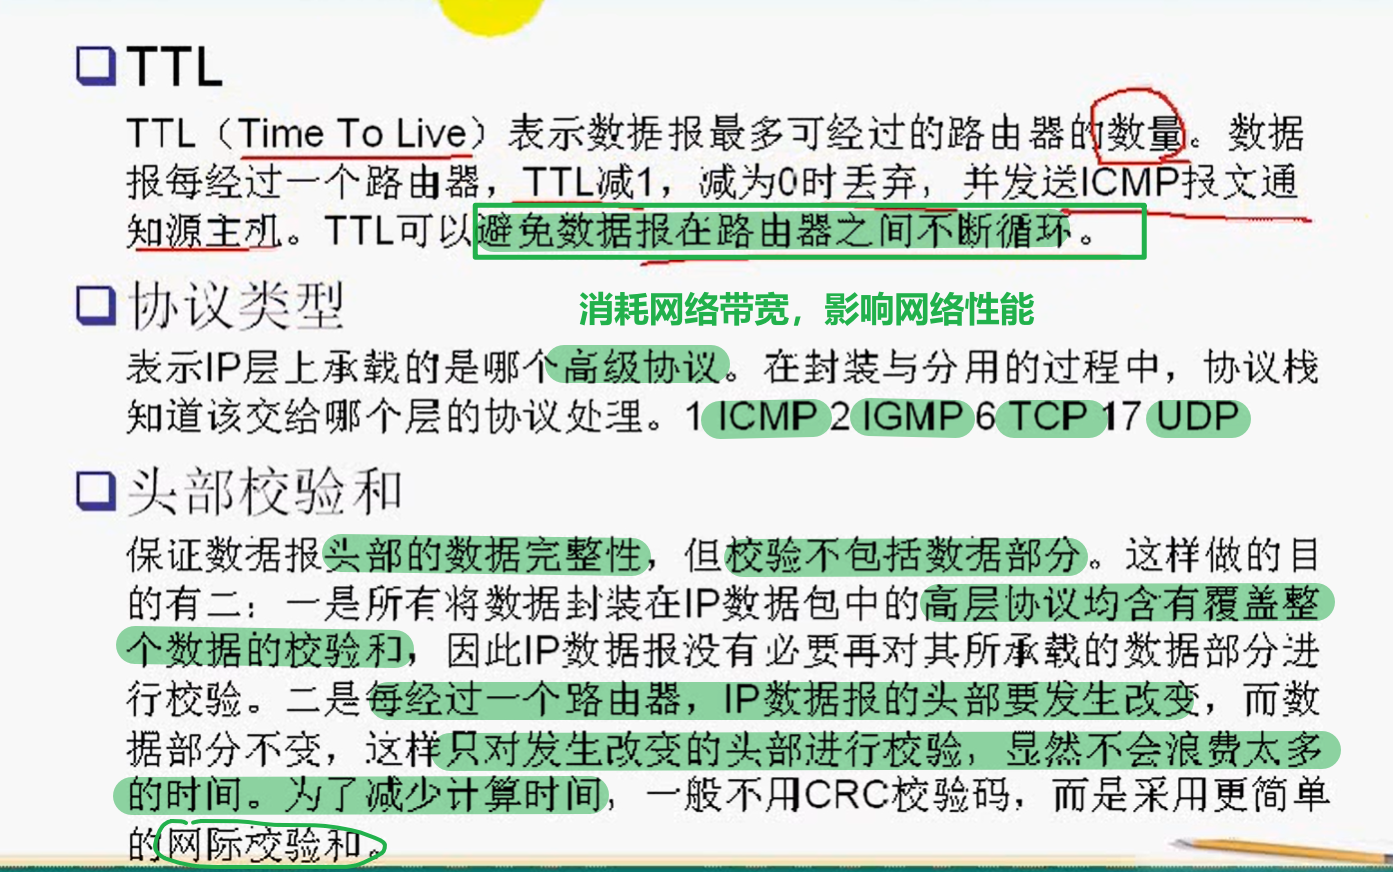 TTL
TTL（Time To Live）表示数据报最多可经过的路由器的数量。数据
报每经过一个路由器，TTL减1，减为0时丢弃，并发送ICMP报文通
知源主机。TTL可以避免数据报在路由器之间不断循环。
消耗网络带宽，影响网络性能
协议类型
表示IP层上承载的是哪个高级协议。在封装与分用的过程中，协议栈
知道该交给哪个层的协议处理。1 ICMP 2 IGMP 6 TCP 17 UDP
头部校验和
保证数据报头部的数据完整性，但校验不包括数据部分。这样做的目
的有二：一是所有将数据封装在IP数据包中的高层协议均含有覆盖整
个数据的校验和，因此IP数据报没有必要再对其所承载的数据部分进
行校验。二是每经过一个路由器，IP数据报的头部要发生改变，而数
据部分不变，这样只对发生改变的头部进行校验，显然不会浪费太多
的时间。为了减少计算时间，一般不用CRC校验码，而是采用更简单
的网际校验和。